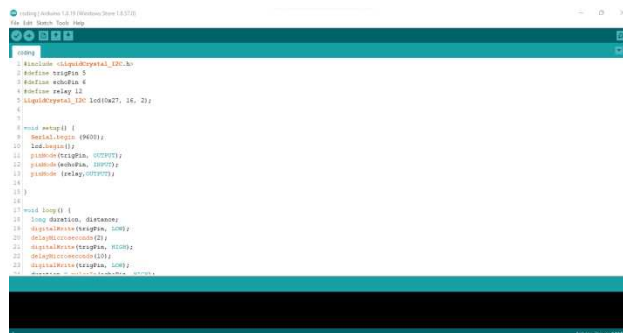 coding | Arduino 1.8.19 (Windows Store 1.8.57.0)
File Edit Sketch Tools Help
coding
1 #include <LiquidCrystal_I2C.h>
2 #define trigPin 5
3 #define echoPin 6
4 #define relay 12
5 LiquidCrystal_I2C lcd(0x27, 16, 2);
6
7
8 void setup() {
9 Serial.begin (9600);
10 lcd.begin();
11 pinMode(trigPin, OUTPUT);
12 pinMode(echoPin, INPUT);
13 pinMode (relay,OUTPUT);
14
15 }
16
17 void loop() {
18 long duration, distance;
19 digitalWrite(trigPin, LOW);
20 delayMicroseconds(2);
21 digitalWrite(trigPin, HIGH);
22 delayMicroseconds(10);
23 digitalWrite(trigPin, LOW);